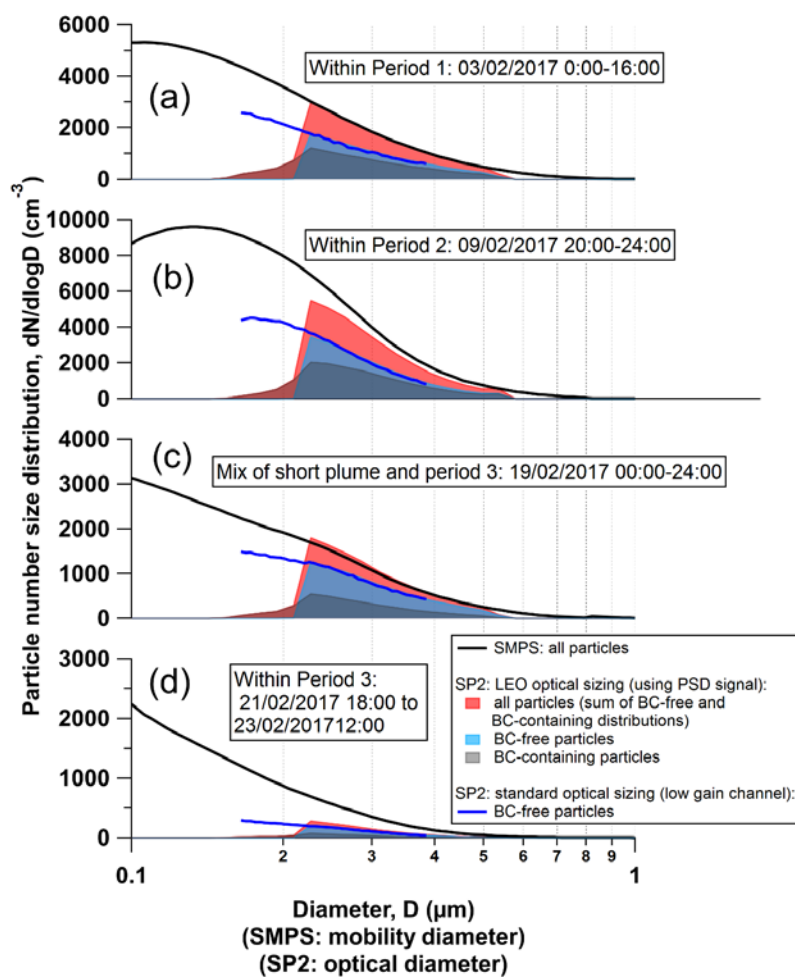 Particle number size distribution, dN/dlogD (cm⁻³)
6000
5000
4000
3000
2000
1000
0
(a)
Within Period 1: 03/02/2017 0:00-16:00
10000
8000
6000
4000
2000
0
(b)
Within Period 2: 09/02/2017 20:00-24:00
4000
3000
2000
1000
0
(c)
Mix of short plume and period 3: 19/02/2017 00:00-24:00
3000
2000
1000
0
(d)
Within Period 3:
21/02/2017 18:00 to
23/02/201712:00
SMPS: all particles
SP2: LEO optical sizing (using PSD signal):
all particles (sum of BC-free and
BC-containing distributions)
BC-free particles
BC-containing particles
SP2: standard optical sizing (low gain channel):
BC-free particles
0.1 2 3 4 5 6 7 8 9 1
Diameter, D (µm)
(SMPS: mobility diameter)
(SP2: optical diameter)